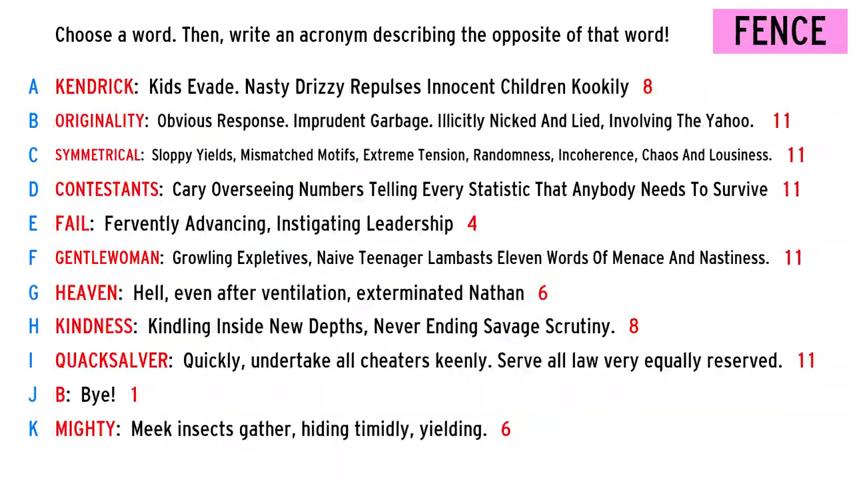 Choose a word. Then, write an acronym describing the opposite of that word!
FENCE
A KENDRICK: Kids Evade. Nasty Drizzy Repulses Innocent Children Kookily 8
B ORIGINALITY: Obvious Response. Imprudent Garbage. Illicitly Nicked And Lied, Involving The Yahoo. 11
C SYMMETRICAL: Sloppy Yields, Mismatched Motifs, Extreme Tension, Randomness, Incoherence, Chaos And Lousiness. 11
D CONTESTANTS: Cary Overseeing Numbers Telling Every Statistic That Anybody Needs To Survive 11
E FAIL: Fervently Advancing, Instigating Leadership 4
F GENTLEWOMAN: Growling Expletives, Naive Teenager Lambasts Eleven Words Of Menace And Nastiness. 11
G HEAVEN: Hell, even after ventilation, exterminated Nathan 6
H KINDNESS: Kindling Inside New Depths, Never Ending Savage Scrutiny. 8
I QUACKSALVER: Quickly, undertake all cheaters keenly. Serve all law very equally reserved. 11
J B: Bye! 1
K MIGHTY: Meek insects gather, hiding timidly, yielding. 6